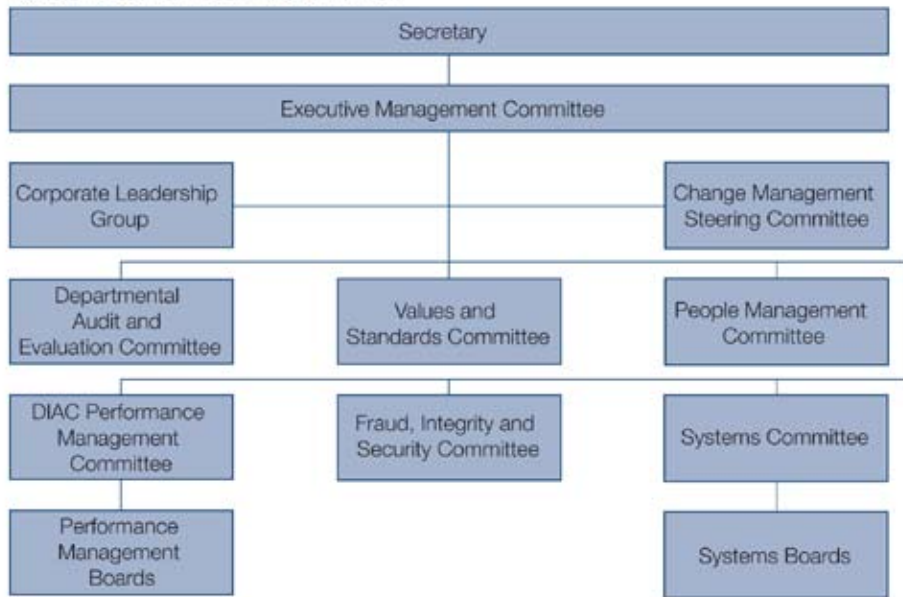 Secretary
Executive Management Committee
Corporate Leadership
Group
Change Management
Steering Committee
Departmental
Audit and
Evaluation Committee
Values and
Standards Committee
People Management
Committee
DIAC Performance
Management
Committee
Fraud, Integrity and
Security Committee
Systems Committee
Performance
Management
Boards
Systems Boards